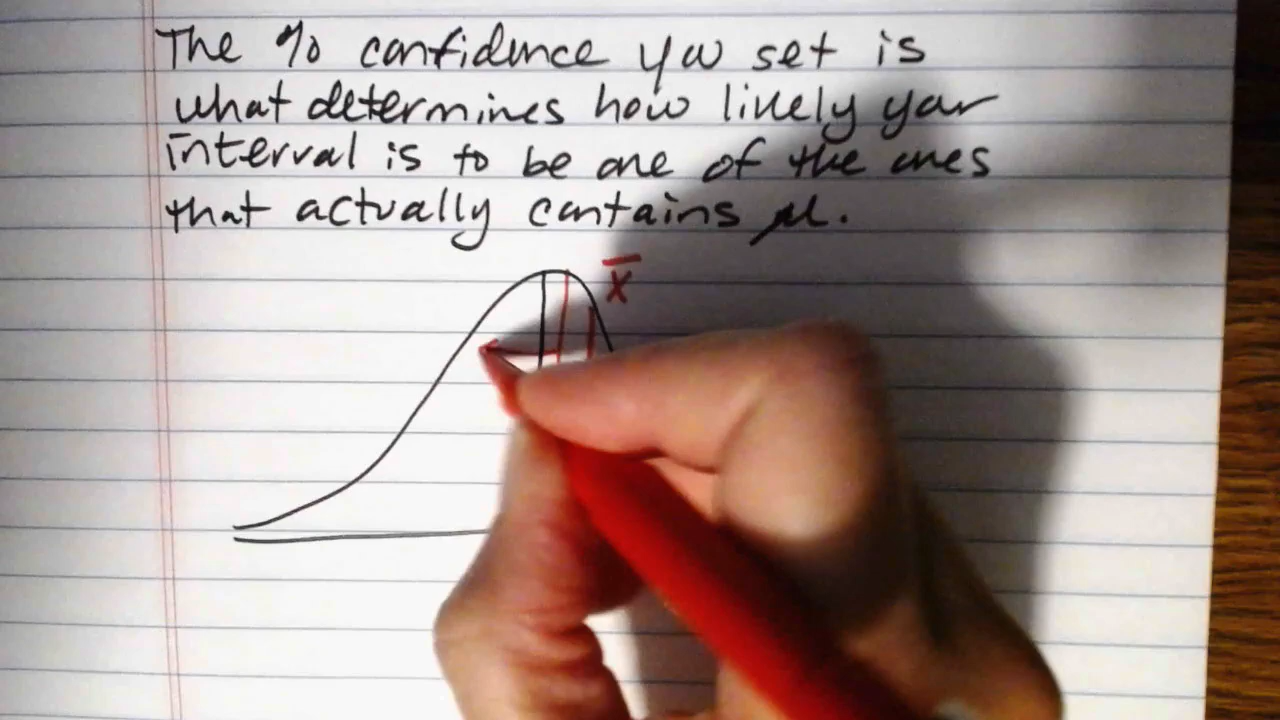 The % confidence you set is
what determines how likely your
interval is to be one of the ones
that actually contains μ.
x̄